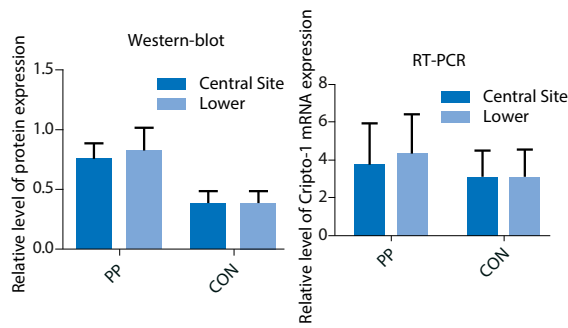 Western-blot
Relative level of protein expression
1.5
1.0
0.5
0.0
Central Site
Lower
PP
CON
RT-PCR
Relative level of Cripto-1 mRNA expression
8
6
4
2
0
Central Site
Lower
PP
CON